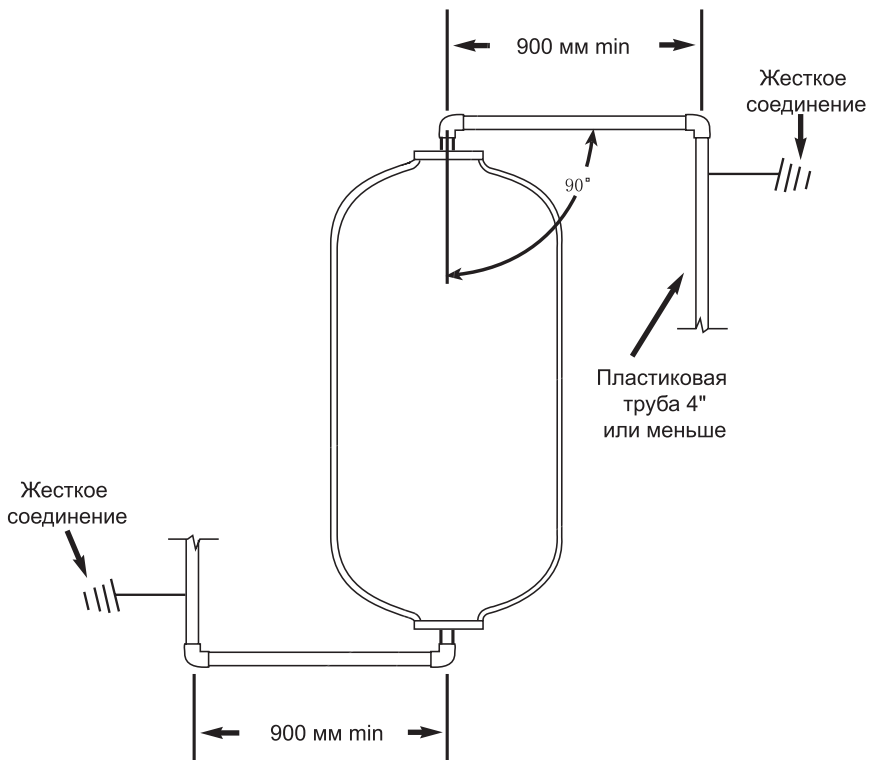 900 мм min
Жесткое
соединение
90°
Пластиковая
труба 4"
или меньше
Жесткое
соединение
900 мм min